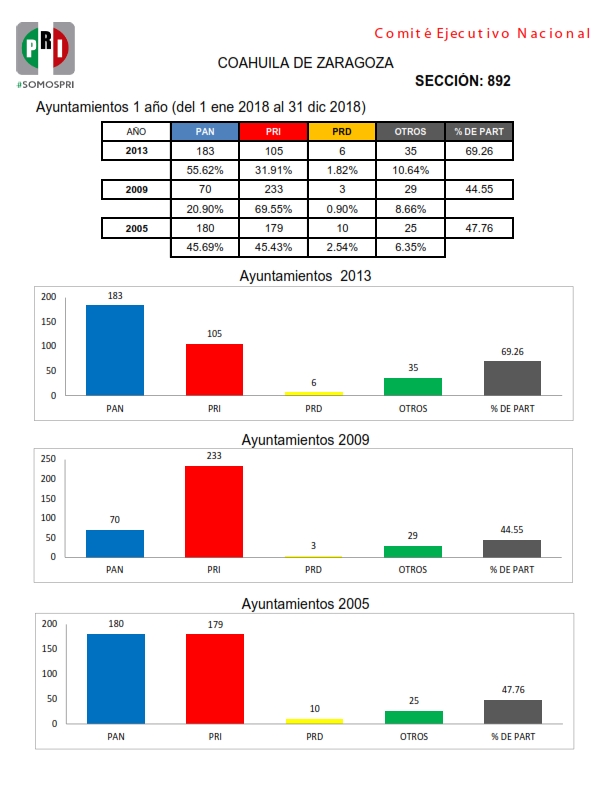 Comité Ejecutivo Nacional
PRI
#SOMOSPRI
COAHUILA DE ZARAGOZA
SECCIÓN: 892
Ayuntamientos 1 año (del 1 ene 2018 al 31 dic 2018)
AÑO PAN PRI PRD OTROS % DE PART
2013 183 105 6 35 69.26
55.62% 31.91% 1.82% 10.64%
2009 70 233 3 29 44.55
20.90% 69.55% 0.90% 8.66%
2005 180 179 10 25 47.76
45.69% 45.43% 2.54% 6.35%
Ayuntamientos 2013
200
150
100
50
0
183 105 6 35 69.26
PAN PRI PRD OTROS % DE PART
Ayuntamientos 2009
250
200
150
100
50
0
70 233 3 29 44.55
PAN PRI PRD OTROS % DE PART
Ayuntamientos 2005
200
150
100
50
0
180 179 10 25 47.76
PAN PRI PRD OTROS % DE PART